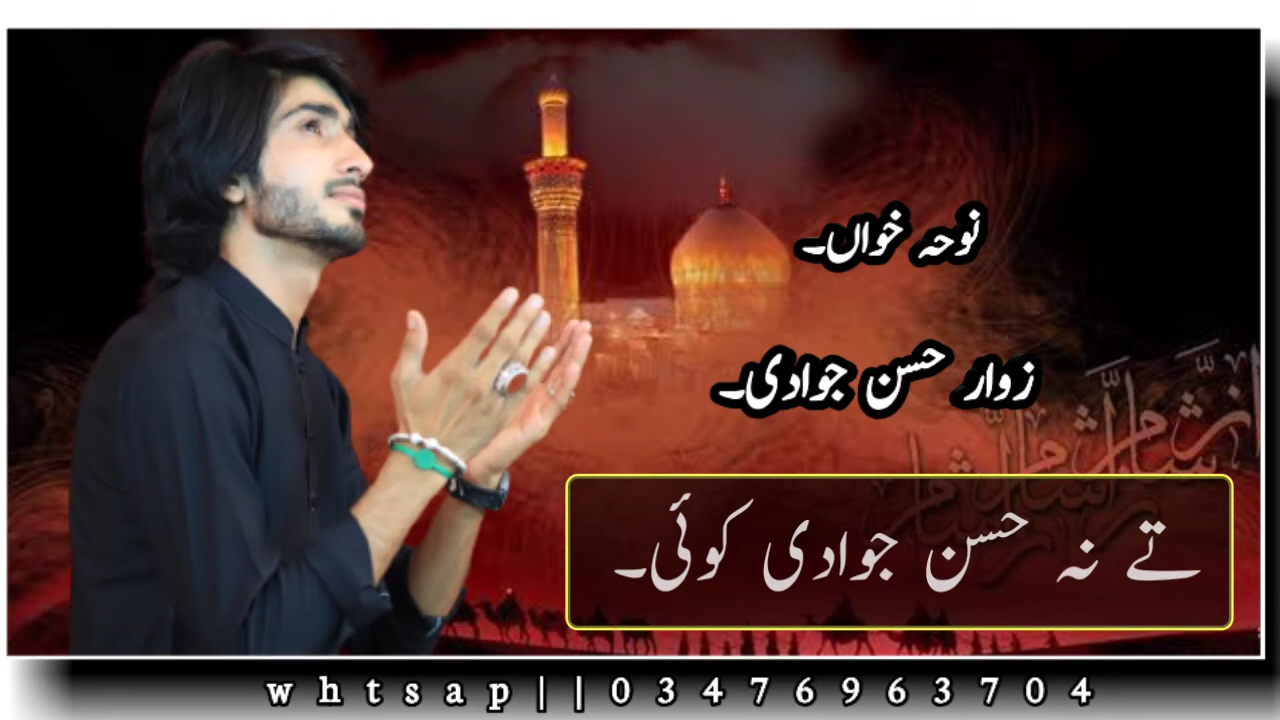 نوحہ خواں۔
زوار حسن جوادی۔
تے نہ حسن جوادی کوئی۔
whtsap||03476963704